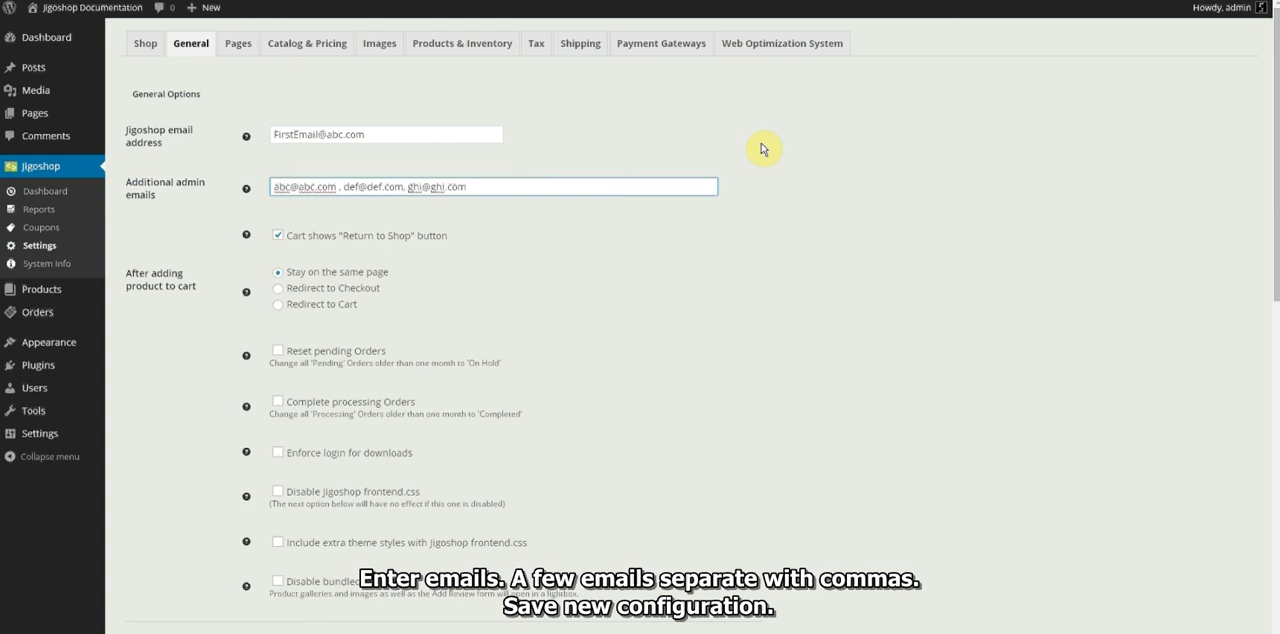 Jigoshop Documentation 0 New Howdy, admin
Dashboard
Posts
Media
Pages
Comments
Jigoshop
Dashboard
Reports
Coupons
Settings
System Info
Products
Orders
Appearance
Plugins
Users
Tools
Settings
Collapse menu
Shop General Pages Catalog & Pricing Images Products & Inventory Tax Shipping Payment Gateways Web Optimization System
General Options
Jigoshop email
address
FirstEmail@abc.com
Additional admin
emails
abc@abc.com , def@def.com, ghi@ghi.com
Cart shows "Return to Shop" button
After adding
product to cart
Stay on the same page
Redirect to Checkout
Redirect to Cart
Reset pending Orders
Change all 'Pending' Orders older than one month to 'On Hold'
Complete processing Orders
Change all 'Processing' Orders older than one month to 'Completed'
Enforce login for downloads
Disable Jigoshop frontend.css
(The next option below will have no effect if this one is disabled)
Include extra theme styles with Jigoshop frontend.css
Disable bundled
Product galleries and images as well as the Add Review form will open in a lightbox.
Enter emails. A few emails separate with commas.
Save new configuration.